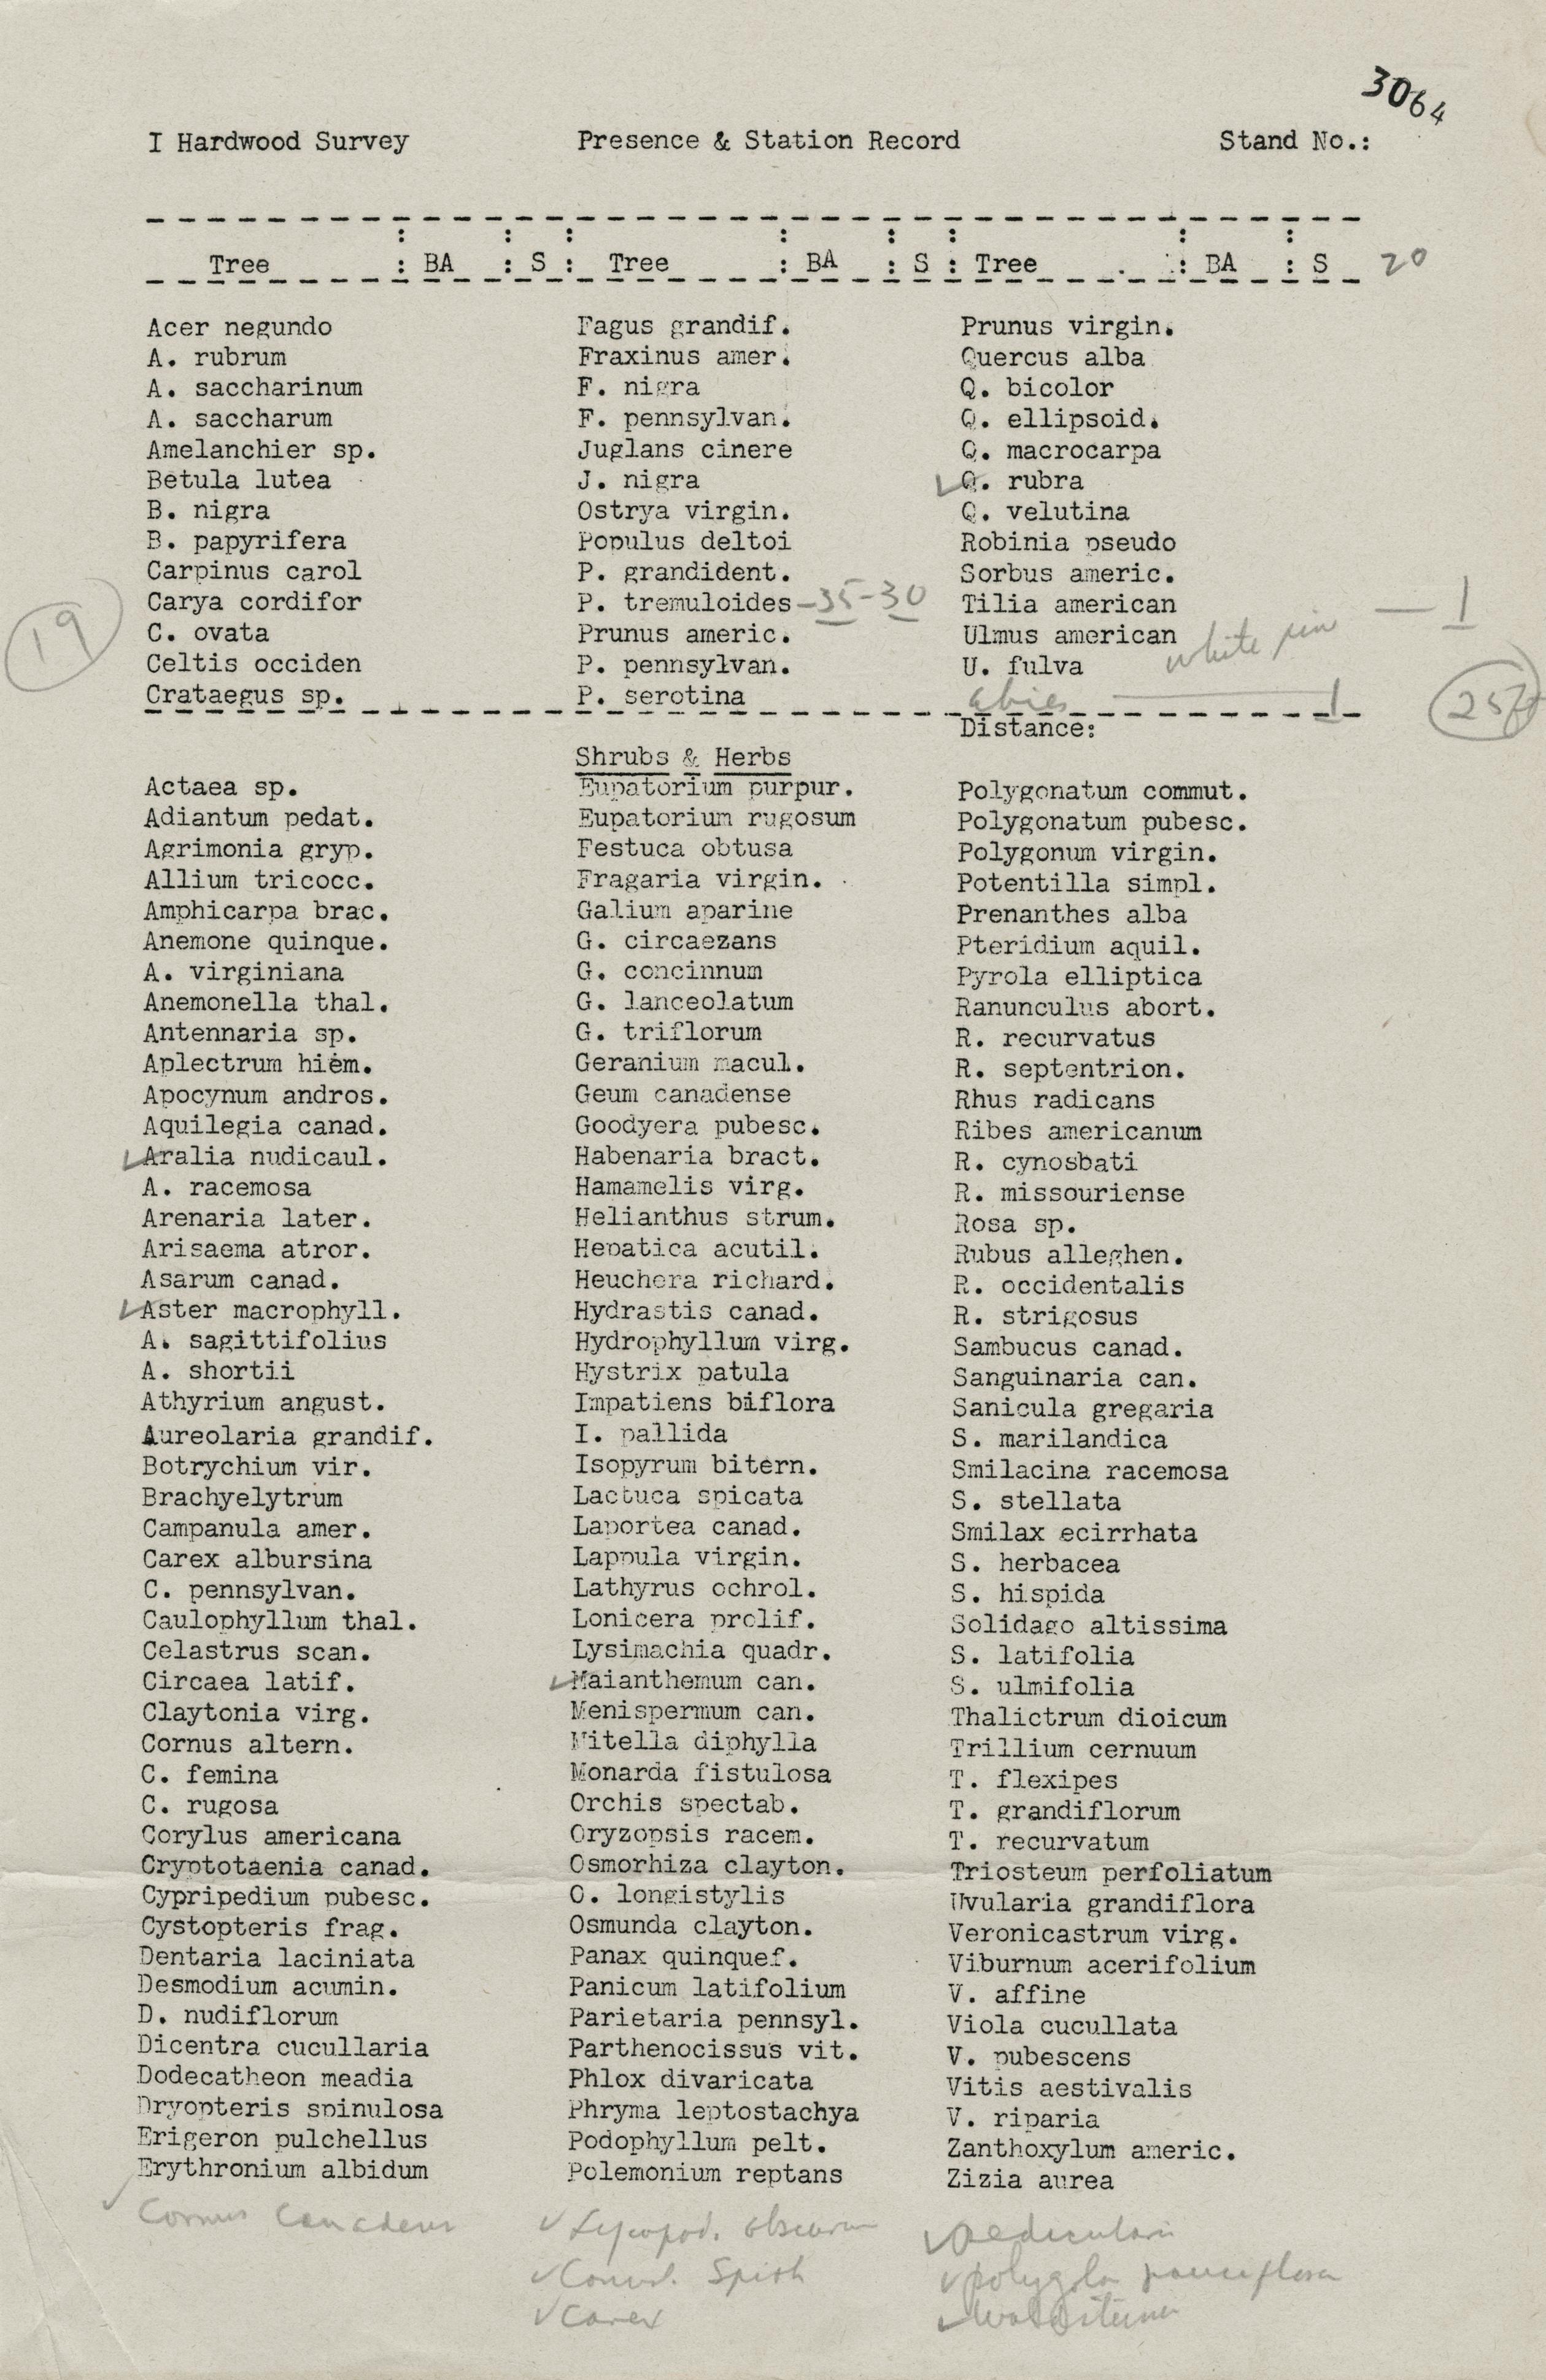 3064
I Hardwood Survey Presence & Station Record Stand No.:
Tree : BA : S : Tree : BA : S : Tree : BA : S 20
Acer negundo Fagus grandif. Prunus virgin.
A. rubrum Fraxinus amer. Quercus alba
A. saccharinum F. nigra Q. bicolor
A. saccharum F. pennsylvan. Q. ellipsoid.
Amelanchier sp. Juglans cinere Q. macrocarpa
Betula lutea J. nigra ✓Q. rubra
B. nigra Ostrya virgin. Q. velutina
B. papyrifera Populus deltoi Robinia pseudo
Carpinus carol P. grandident. Sorbus americ.
Carya cordifor P. tremuloides -35-30 Tilia american
19 C. ovata Prunus americ. Ulmus american white pine — 1
Celtis occiden P. pennsylvan. U. fulva
Crataegus sp. P. serotina abies — 1
Distance:
Shrubs & Herbs
Actaea sp. Eupatorium purpur. Polygonatum commut.
Adiantum pedat. Eupatorium rugosum Polygonatum pubesc.
Agrimonia gryp. Festuca obtusa Polygonum virgin.
Allium tricocc. Fragaria virgin. Potentilla simpl.
Amphicarpa brac. Galium aparine Prenanthes alba
Anemone quinque. G. circaezans Pteridium aquil.
A. virginiana G. concinnum Pyrola elliptica
Anemonella thal. G. lanceolatum Ranunculus abort.
Antennaria sp. G. triflorum R. recurvatus
Aplectrum hiem. Geranium macul. R. septentrion.
Apocynum andros. Geum canadense Rhus radicans
Aquilegia canad. Goodyera pubesc. Ribes americanum
✓Aralia nudicaul. Habenaria bract. R. cynosbati
A. racemosa Hamamelis virg. R. missouriense
Arenaria later. Helianthus strum. Rosa sp.
Arisaema atror. Hepatica acutil. Rubus alleghen.
Asarum canad. Heuchera richard. R. occidentalis
✓Aster macrophyll. Hydrastis canad. R. strigosus
A. sagittifolius Hydrophyllum virg. Sambucus canad.
A. shortii Hystrix patula Sanguinaria can.
Athyrium angust. Impatiens biflora Sanicula gregaria
Aureolaria grandif. I. pallida S. marilandica
Botrychium vir. Isopyrum bitern. Smilacina racemosa
Brachyelytrum Lactuca spicata S. stellata
Campanula amer. Laportea canad. Smilax ecirrhata
Carex albursina Lappula virgin. S. herbacea
C. pennsylvan. Lathyrus ochrol. S. hispida
Caulophyllum thal. Lonicera prolif. Solidago altissima
Celastrus scan. Lysimachia quadr. S. latifolia
Circaea latif. ✓Maianthemum can. S. ulmifolia
Claytonia virg. Menispermum can. Thalictrum dioicum
Cornus altern. Mitella diphylla Trillium cernuum
C. femina Monarda fistulosa T. flexipes
C. rugosa Orchis spectab. T. grandiflorum
Corylus americana Oryzopsis racem. T. recurvatum
Cryptotaenia canad. Osmorhiza clayton. Triosteum perfoliatum
Cypripedium pubesc. O. longistylis Uvularia grandiflora
Cystopteris frag. Osmunda clayton. Veronicastrum virg.
Dentaria laciniata Panax quinquef. Viburnum acerifolium
Desmodium acumin. Panicum latifolium V. affine
D. nudiflorum Parietaria pennsyl. Viola cucullata
Dicentra cucullaria Parthenocissus vit. V. pubescens
Dodecatheon meadia Phlox divaricata Vitis aestivalis
Dryopteris spinulosa Phryma leptostachya V. riparia
Erigeron pulchellus Podophyllum pelt. Zanthoxylum americ.
Erythronium albidum Polemonium reptans Zizia aurea
✓ Cornus Canadens ✓Lycopod. obscurum ✓Pedicularis
✓Convol. Spith ✓polygala pauciflora
✓Carex